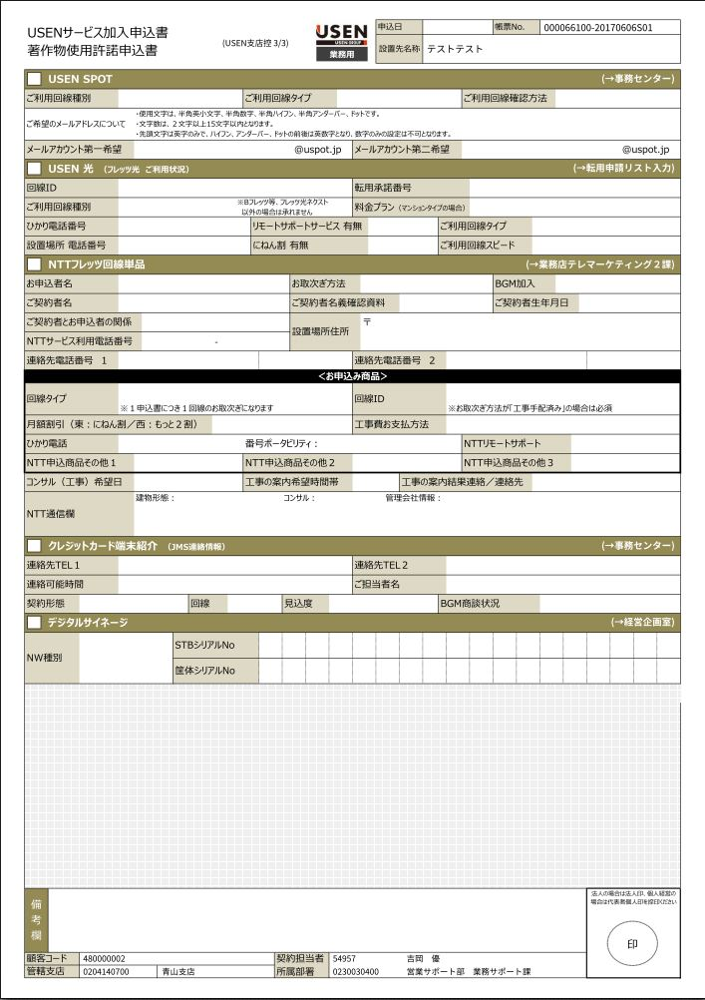 USENサービス加入申込書
著作物使用許諾申込書
(USEN支店控 3/3)
USEN
USEN GROUP
業務用
申込日
帳票No.
000066100-20170606S01
設置先名称
テストテスト
USEN SPOT
(→事務センター)
ご利用回線種別
ご利用回線タイプ
ご利用回線確認方法
ご希望のメールアドレスについて
・使用文字は、半角英小文字、半角数字、半角ハイフン、半角アンダーバー、ドットです。
・文字数は、２文字以上15文字以内となります。
・先頭文字は英字のみで、ハイフン、アンダーバー、ドットの前後は英数字となり、数字のみの設定は不可となります。
メールアカウント第一希望
@uspot.jp
メールアカウント第二希望
@uspot.jp
USEN 光 （フレッツ光 ご利用状況）
(→転用申請リスト入力)
回線ID
転用承諾番号
ご利用回線種別
※Bフレッツ等、フレッツ光ネクスト
以外の場合は承れません
料金プラン（マンションタイプの場合）
ひかり電話番号
リモートサポートサービス 有無
ご利用回線タイプ
設置場所 電話番号
にねん割 有無
ご利用回線スピード
NTTフレッツ回線単品
(→業務店テレマーケティング２課)
お申込者名
お取次ぎ方法
BGM加入
ご契約者名
ご契約者名義確認資料
ご契約者生年月日
ご契約者とお申込者の関係
設置場所住所
〒
NTTサービス利用電話番号
-
連絡先電話番号 1
連絡先電話番号 2
＜お申込み商品＞
回線タイプ
※１申込書につき１回線のお取次ぎになります
回線ID
※お取次ぎ方法が「工事手配済み」の場合は必須
月額割引（東：にねん割／西：もっと２割）
工事費お支払方法
ひかり電話
番号ポータビリティ：
NTTリモートサポート
NTT申込商品その他１
NTT申込商品その他２
NTT申込商品その他３
コンサル（工事）希望日
工事の案内希望時間帯
工事の案内結果連絡／連絡先
NTT通信欄
建物形態：
コンサル：
管理会社情報：
クレジットカード端末紹介 （JMS連絡情報）
(→事務センター)
連絡先TEL１
連絡先TEL２
連絡可能時間
ご担当者名
契約形態
回線
見込度
BGM商談状況
デジタルサイネージ
(→経営企画室)
NW種別
STBシリアルNo
筐体シリアルNo
備考欄
法人の場合は法人印、個人経営の
場合は代表者個人印を捺印ください
印
顧客コード
480000002
契約担当者
54957
吉岡 優
管轄支店
0204140700
青山支店
所属部署
0230030400
営業サポート部 業務サポート課